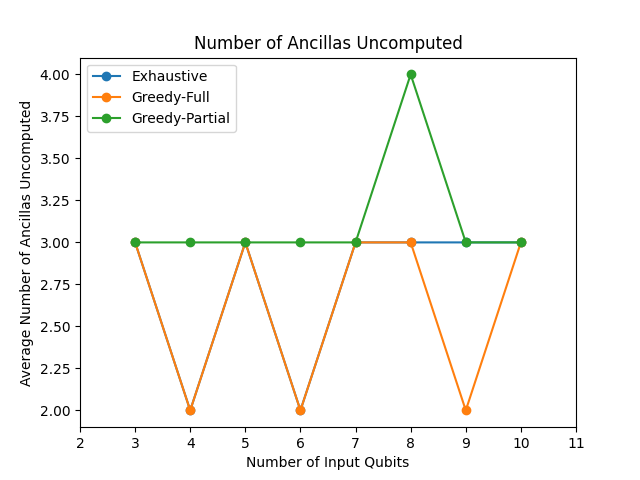 Number of Ancillas Uncomputed
Exhaustive
Greedy-Full
Greedy-Partial
Average Number of Ancillas Uncomputed
4.00
3.75
3.50
3.25
3.00
2.75
2.50
2.25
2.00
2 3 4 5 6 7 8 9 10 11
Number of Input Qubits